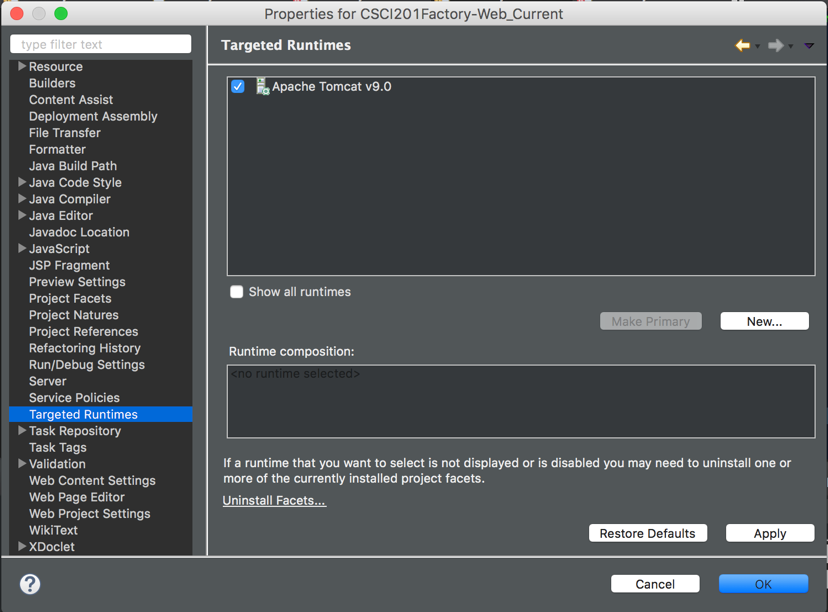 Properties for CSCI201Factory-Web_Current
type filter text
Resource
Builders
Content Assist
Deployment Assembly
File Transfer
Formatter
Java Build Path
Java Code Style
Java Compiler
Java Editor
Javadoc Location
JavaScript
JSP Fragment
Preview Settings
Project Facets
Project Natures
Project References
Refactoring History
Run/Debug Settings
Server
Service Policies
Targeted Runtimes
Task Repository
Task Tags
Validation
Web Content Settings
Web Page Editor
Web Project Settings
WikiText
XDoclet
Targeted Runtimes
Apache Tomcat v9.0
Show all runtimes
Make Primary
New...
Runtime composition:
<no runtime selected>
If a runtime that you want to select is not displayed or is disabled you may need to uninstall one or
more of the currently installed project facets.
Uninstall Facets...
Restore Defaults
Apply
?
Cancel
OK